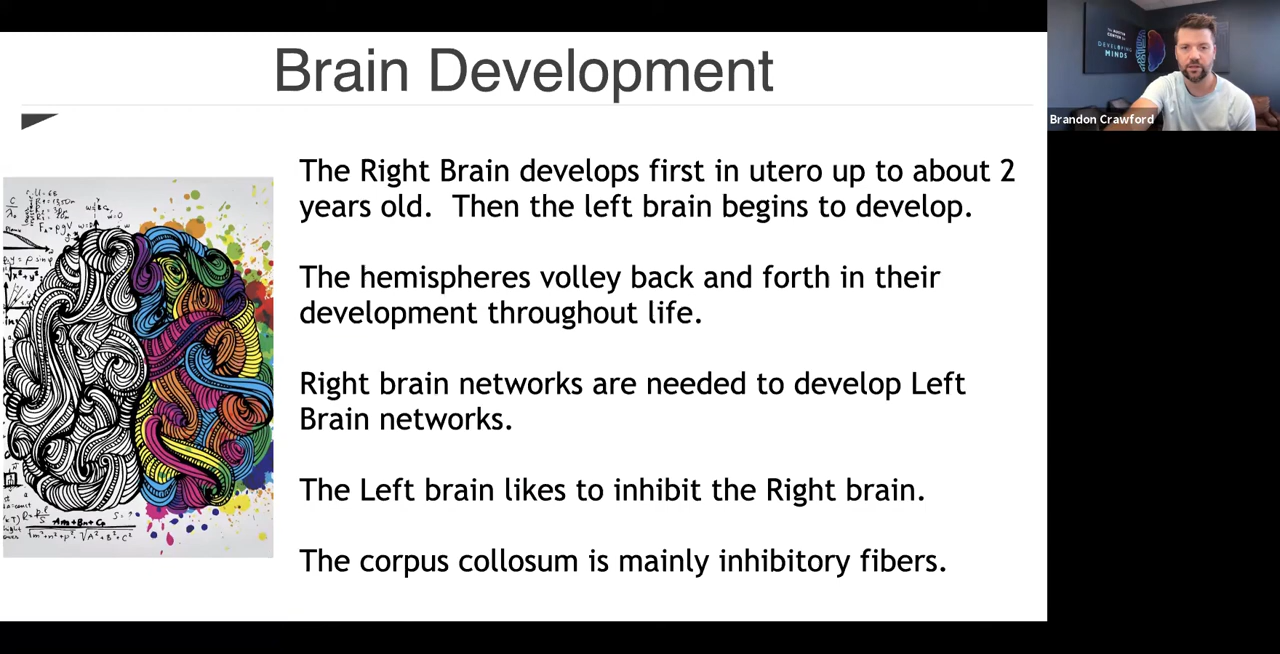 Brain Development
The Right Brain develops first in utero up to about 2
years old.  Then the left brain begins to develop.
The hemispheres volley back and forth in their
development throughout life.
Right brain networks are needed to develop Left
Brain networks.
The Left brain likes to inhibit the Right brain.
The corpus collosum is mainly inhibitory fibers.
DEVELOPING
MINDS
Brandon Crawford